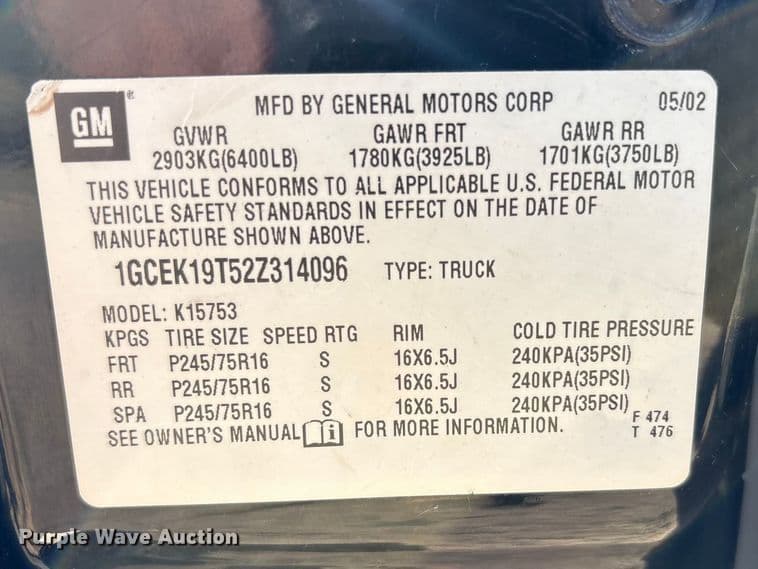 GM
®
MFD BY GENERAL MOTORS CORP 05/02
GVWR GAWR FRT GAWR RR
2903KG(6400LB) 1780KG(3925LB) 1701KG(3750LB)
THIS VEHICLE CONFORMS TO ALL APPLICABLE U.S. FEDERAL MOTOR
VEHICLE SAFETY STANDARDS IN EFFECT ON THE DATE OF
MANUFACTURE SHOWN ABOVE.
1GCEK19T52Z314096 TYPE: TRUCK
MODEL: K15753
KPGS TIRE SIZE SPEED RTG RIM COLD TIRE PRESSURE
FRT P245/75R16 S 16X6.5J 240KPA(35PSI)
RR P245/75R16 S 16X6.5J 240KPA(35PSI)
SPA P245/75R16 S 16X6.5J 240KPA(35PSI)
SEE OWNER'S MANUAL i FOR MORE INFORMATION.
F 474
T 476
Purple Wave Auction